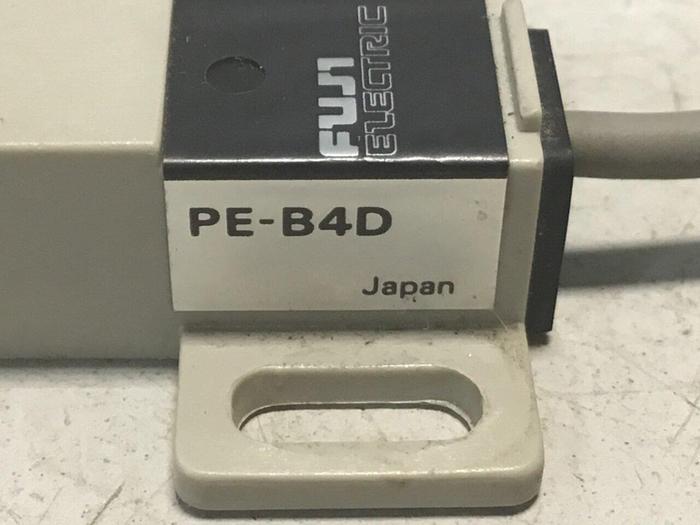 FUJI
ELECTRIC
PE-B4D
Japan